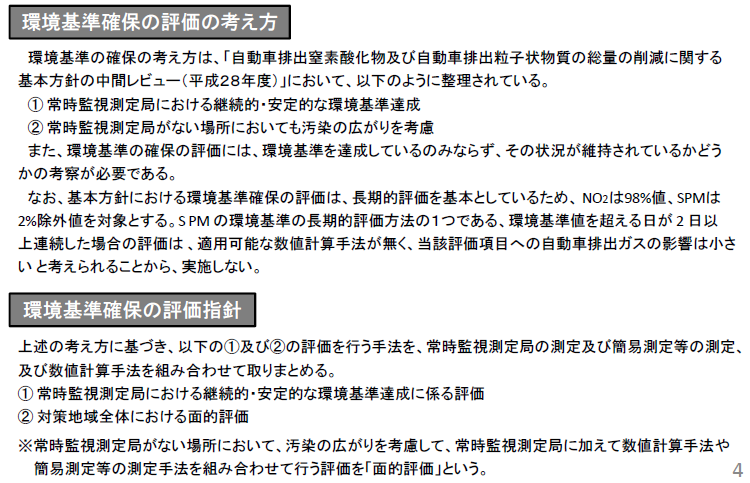 環境基準確保の評価の考え方
環境基準の確保の考え方は、「自動車排出窒素酸化物及び自動車排出粒子状物質の総量の削減に関する
基本方針の中間レビュー(平成28年度)」において、以下のように整理されている。
① 常時監視測定局における継続的・安定的な環境基準達成
② 常時監視測定局がない場所においても汚染の広がりを考慮
また、環境基準の確保の評価には、環境基準を達成しているのみならず、その状況が維持されているかどう
かの考察が必要である。
なお、基本方針における環境基準確保の評価は、長期的評価を基本としているため、NO2は98%値、SPMは
2%除外値を対象とする。SPMの環境基準の長期的評価方法の1つである、環境基準値を超える日が2日以
上連続した場合の評価は、適用可能な数値計算手法が無く、当該評価項目への自動車排出ガスの影響は小さ
いと考えられることから、実施しない。
環境基準確保の評価指針
上述の考え方に基づき、以下の①及び②の評価を行う手法を、常時監視測定局の測定及び簡易測定等の測定、
及び数値計算手法を組み合わせて取りまとめる。
① 常時監視測定局における継続的・安定的な環境基準達成に係る評価
② 対策地域全体における面的評価
※常時監視測定局がない場所において、汚染の広がりを考慮して、常時監視測定局に加えて数値計算手法や
簡易測定等の測定手法を組み合わせて行う評価を「面的評価」という。
4